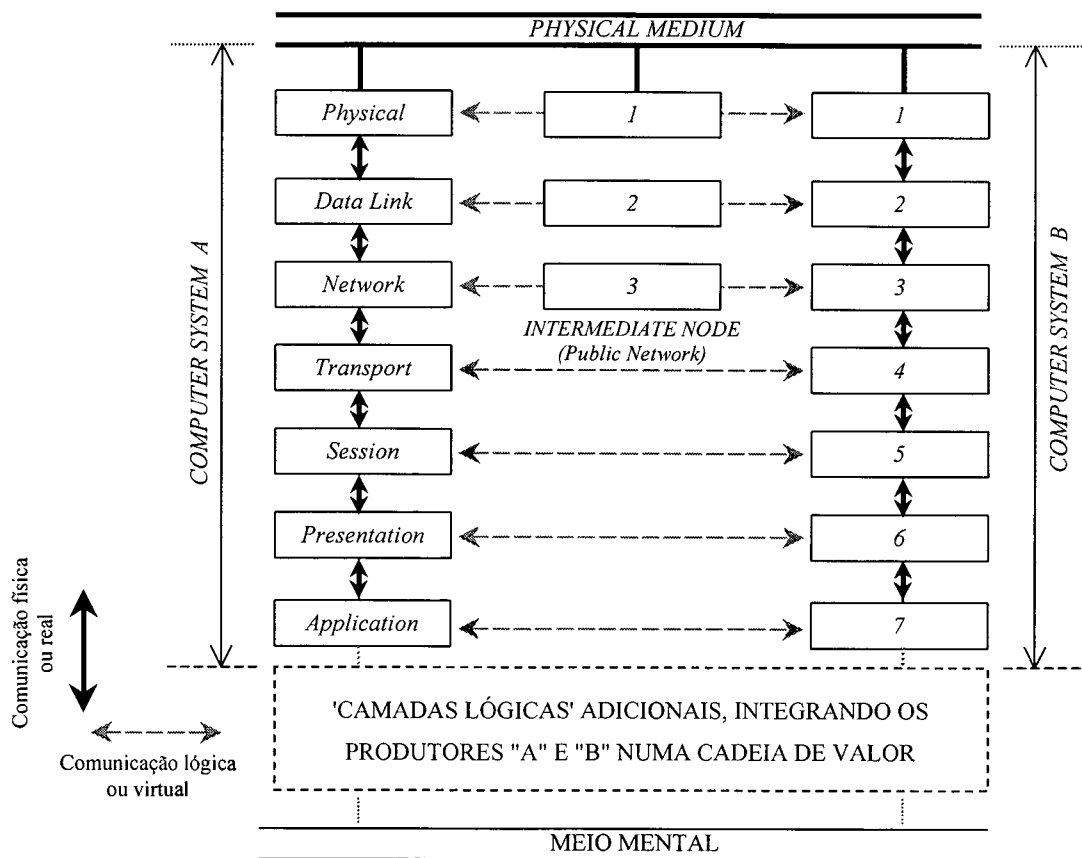 PHYSICAL MEDIUM
Physical
1
1
Data Link
2
2
Network
3
3
INTERMEDIATE NODE
(Public Network)
Transport
4
Session
5
Presentation
6
Application
7
COMPUTER SYSTEM A
COMPUTER SYSTEM B
Comunicação física
ou real
Comunicação lógica
ou virtual
'CAMADAS LÓGICAS' ADICIONAIS, INTEGRANDO OS
PRODUTORES "A" E "B" NUMA CADEIA DE VALOR
MEIO MENTAL